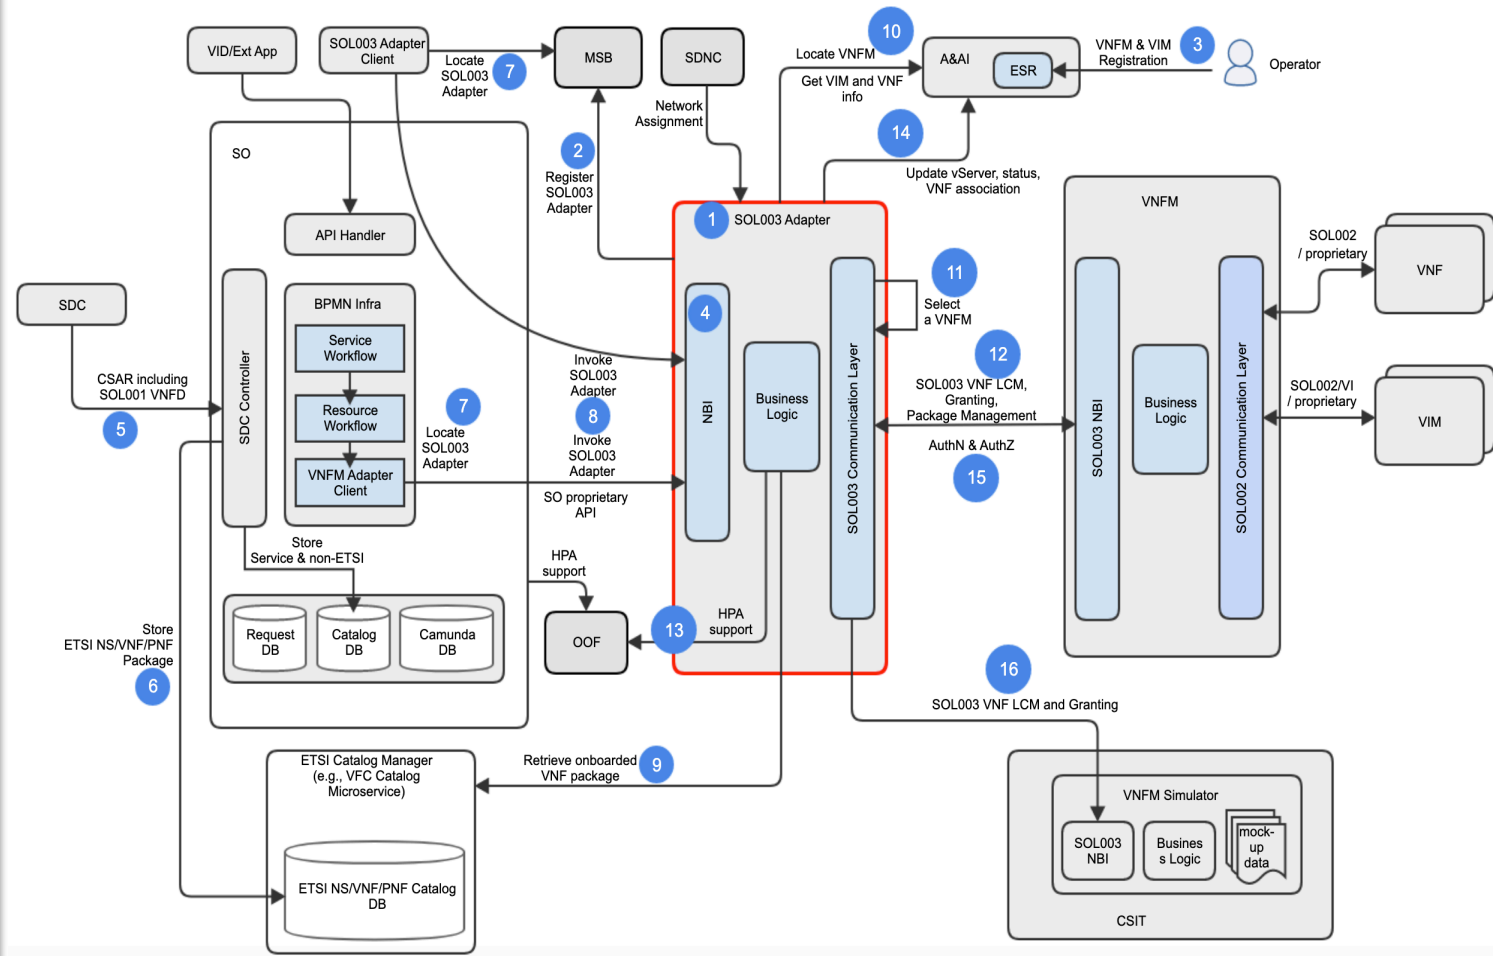 VID/Ext App
SOL003 Adapter
Client
Locate
SOL003
Adapter
7
MSB
SDNC
Network
Assignment
10
Locate VNFM
Get VIM and VNF
info
A&AI
ESR
VNFM & VIM
Registration
3
Operator
14
Update vServer, status,
VNF association
2
Register
SOL003
Adapter
SO
API Handler
SDC
CSAR including
SOL001 VNFD
5
SDC Controller
BPMN Infra
Service
Workflow
Resource
Workflow
VNFM Adapter
Client
7
Locate
SOL003
Adapter
Invoke
SOL003
Adapter
8
Invoke
SOL003
Adapter
SO proprietary
API
1
SOL003 Adapter
4
NBI
Business
Logic
SOL003 Communication Layer
11
Select
a VNFM
12
SOL003 VNF LCM,
Granting,
Package Management
AuthN & AuthZ
15
VNFM
SOL003 NBI
Business
Logic
SOL002 Communication Layer
SOL002
/ proprietary
VNF
SOL002/VI
/ proprietary
VIM
Store
Service & non-ETSI
Request
DB
Catalog
DB
Camunda
DB
HPA
support
OOF
13
HPA
support
Store
ETSI NS/VNF/PNF
Package
6
ETSI Catalog Manager
(e.g., VFC Catalog
Microservice)
ETSI NS/VNF/PNF Catalog
DB
Retrieve onboarded
VNF package
9
16
SOL003 VNF LCM and Granting
VNFM Simulator
SOL003
NBI
Busines
s Logic
mock-
up
data
CSIT